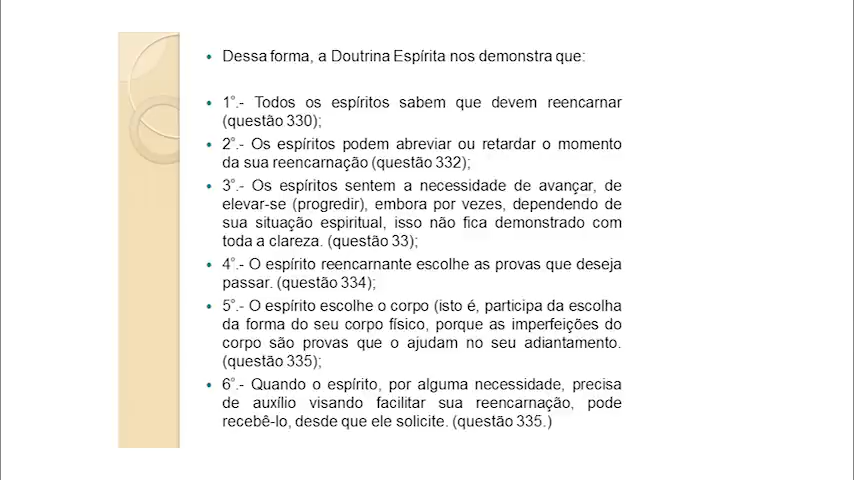 Dessa forma, a Doutrina Espírita nos demonstra que:
1°.- Todos os espíritos sabem que devem reencarnar
(questão 330);
2°.- Os espíritos podem abreviar ou retardar o momento
da sua reencarnação (questão 332);
3°.- Os espíritos sentem a necessidade de avançar, de
elevar-se (progredir), embora por vezes, dependendo de
sua situação espiritual, isso não fica demonstrado com
toda a clareza. (questão 33);
4°.- O espírito reencarnante escolhe as provas que deseja
passar. (questão 334);
5°.- O espírito escolhe o corpo (isto é, participa da escolha
da forma do seu corpo físico, porque as imperfeições do
corpo são provas que o ajudam no seu adiantamento.
(questão 335);
6°.- Quando o espírito, por alguma necessidade, precisa
de auxílio visando facilitar sua reencarnação, pode
recebê-lo, desde que ele solicite. (questão 335.)